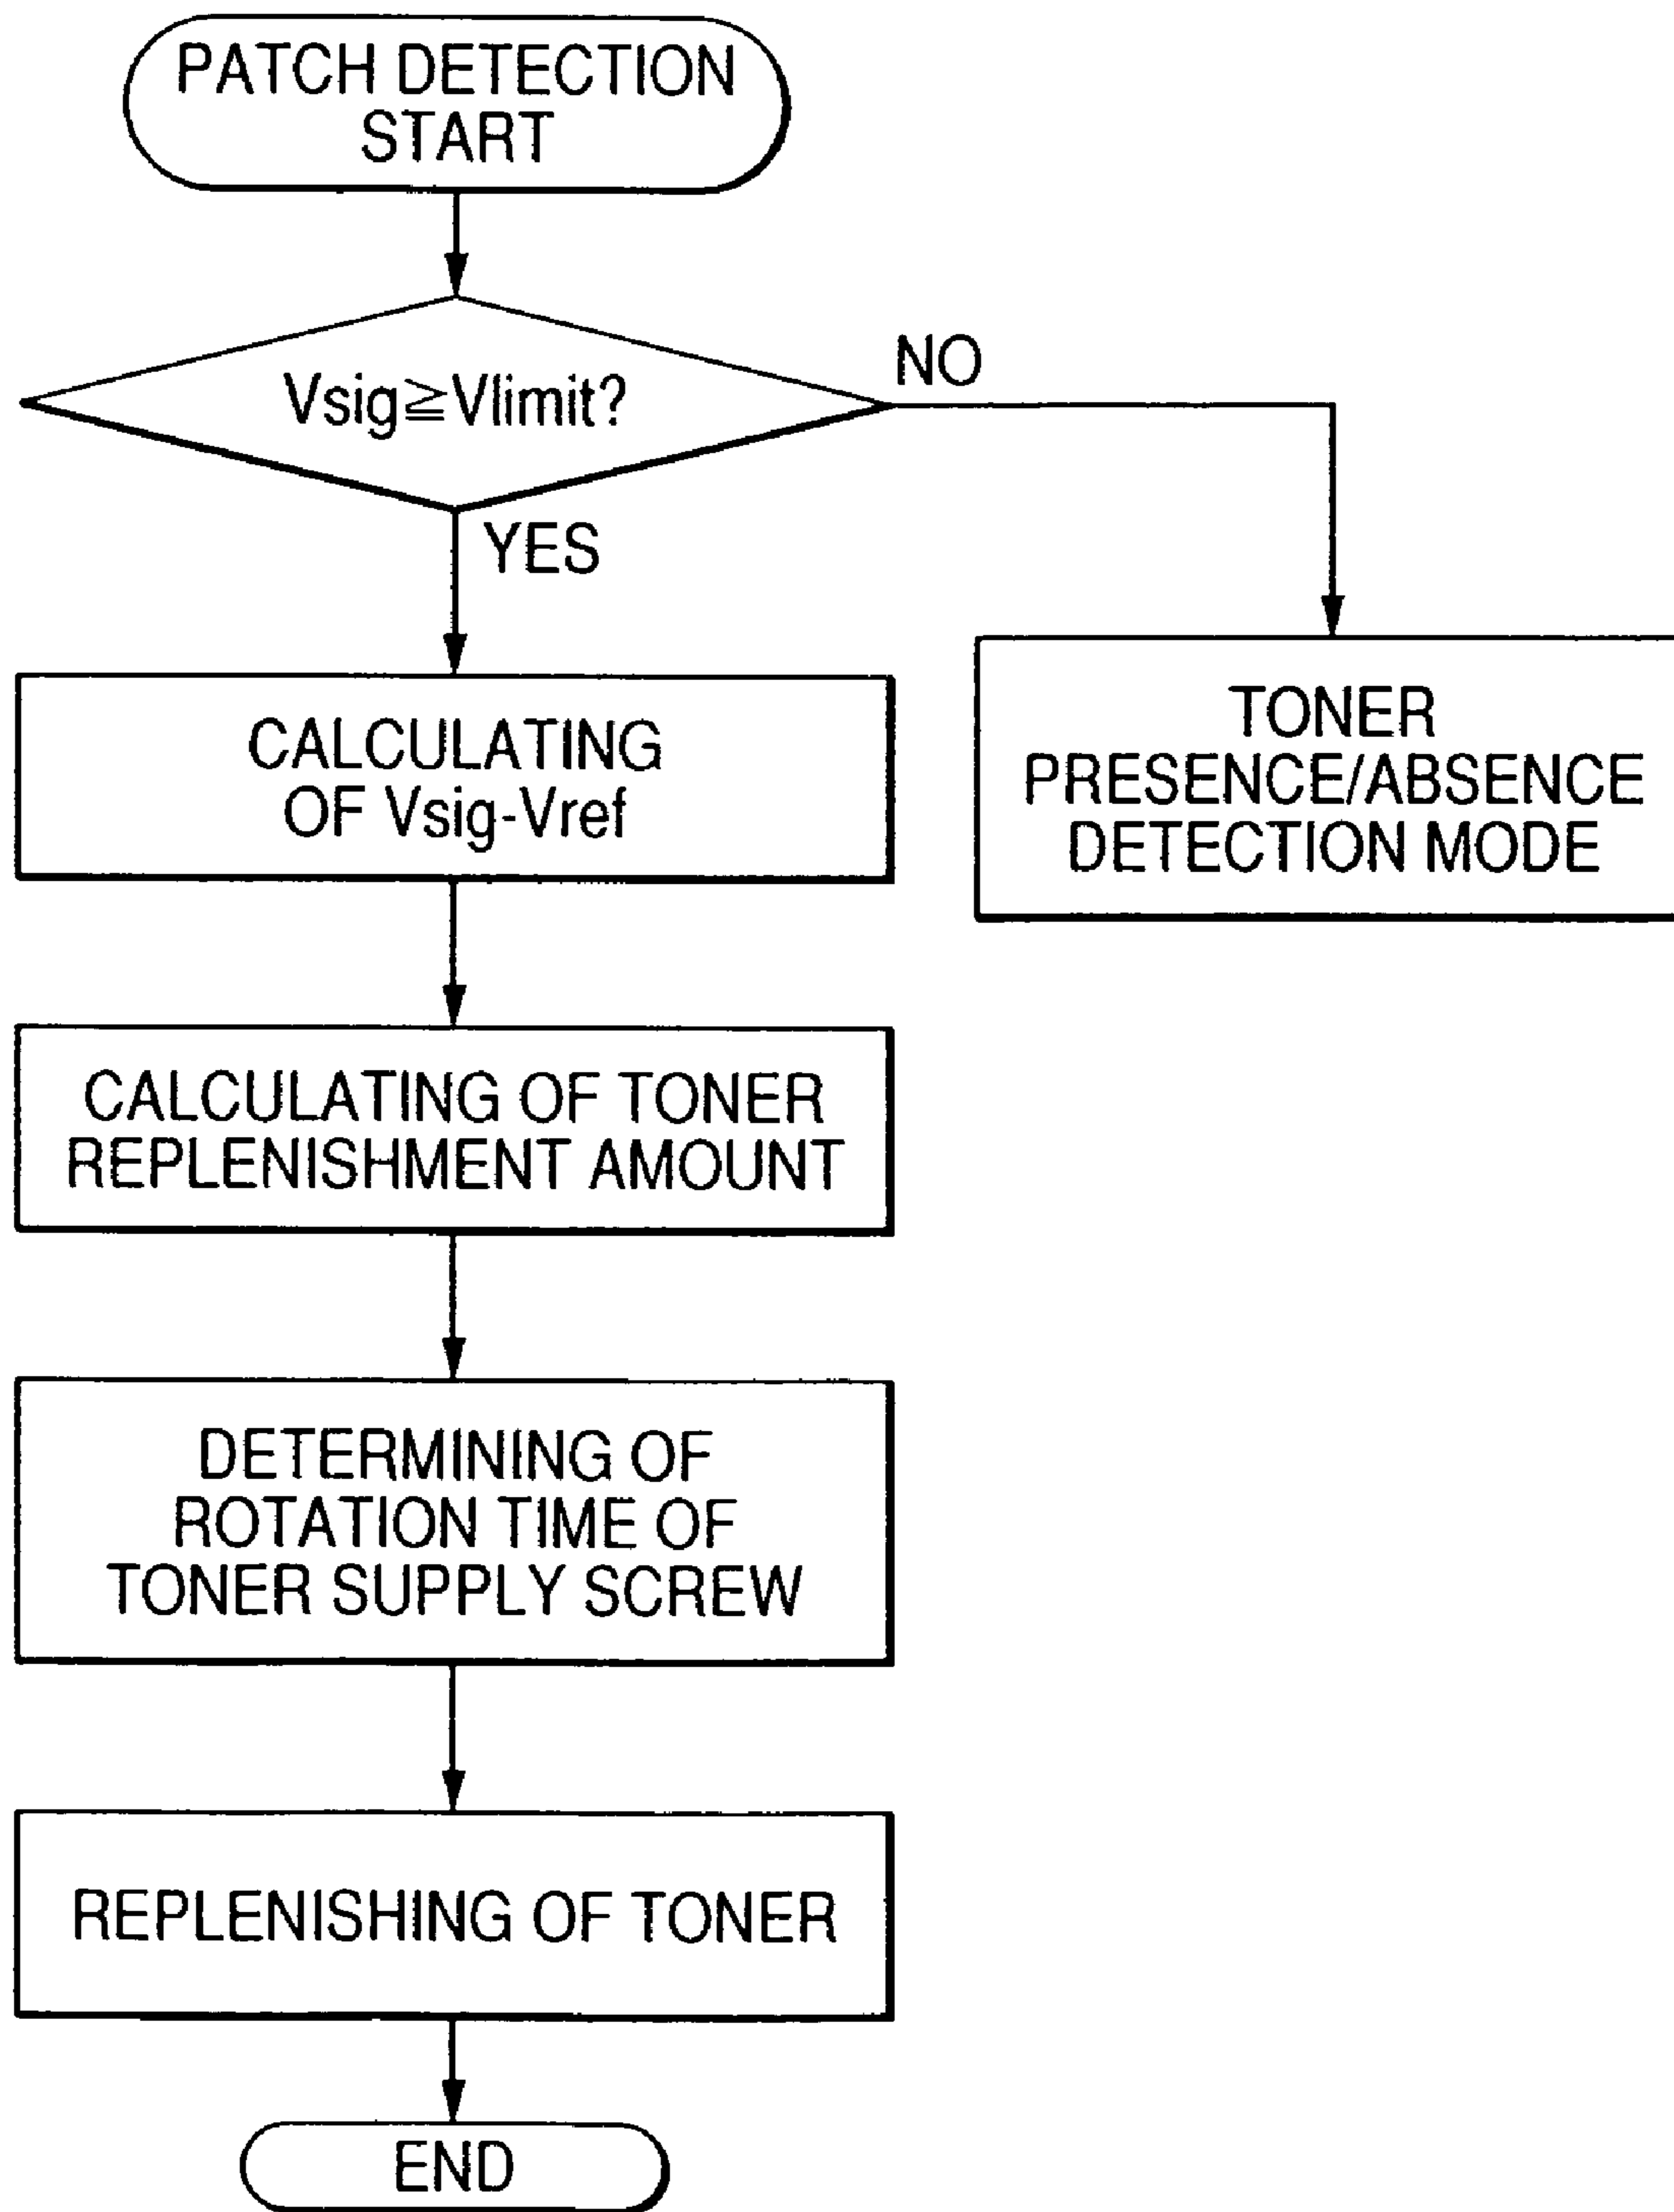 PATCH DETECTION
START
Vsig≧Vlimit?
NO
YES
CALCULATING
OF Vsig-Vref
TONER
PRESENCE/ABSENCE
DETECTION MODE
CALCULATING OF TONER
REPLENISHMENT AMOUNT
DETERMINING OF
ROTATION TIME OF
TONER SUPPLY SCREW
REPLENISHING OF TONER
END